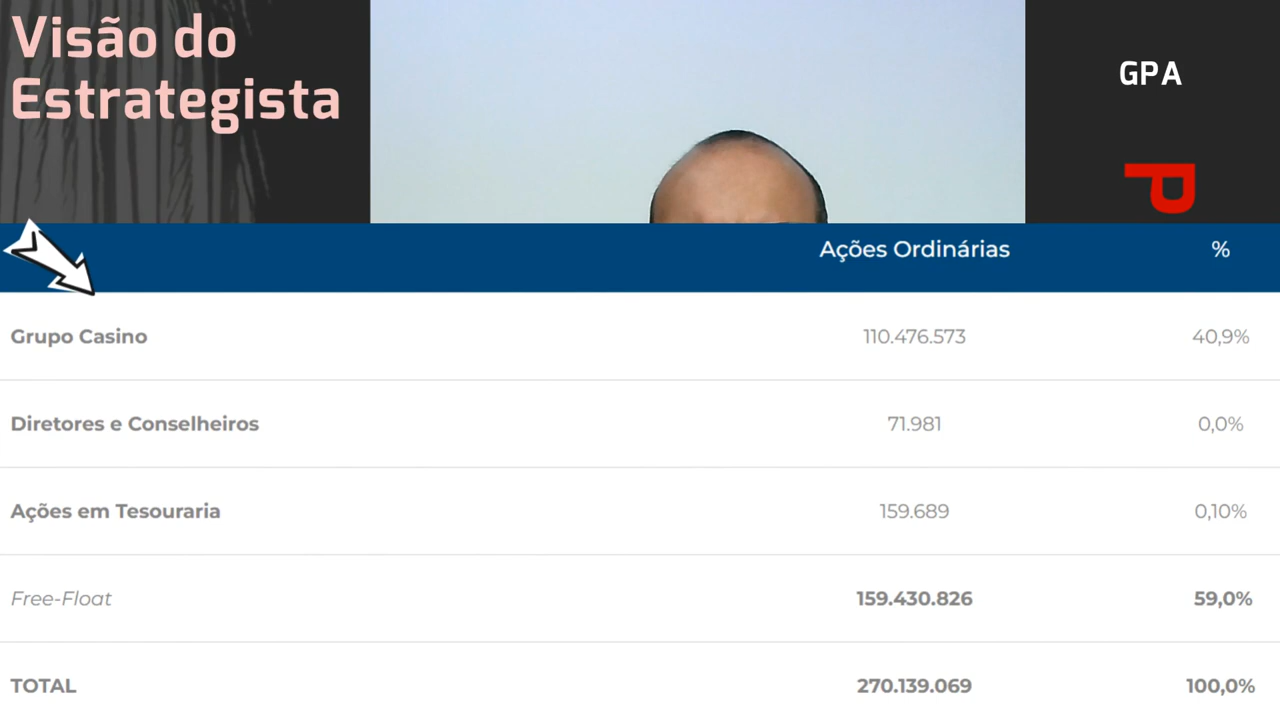 Visão do
Estrategista
GPA
P
Ações Ordinárias %
Grupo Casino 110.476.573 40,9%
Diretores e Conselheiros 71.981 0,0%
Ações em Tesouraria 159.689 0,10%
Free-Float 159.430.826 59,0%
TOTAL 270.139.069 100,0%